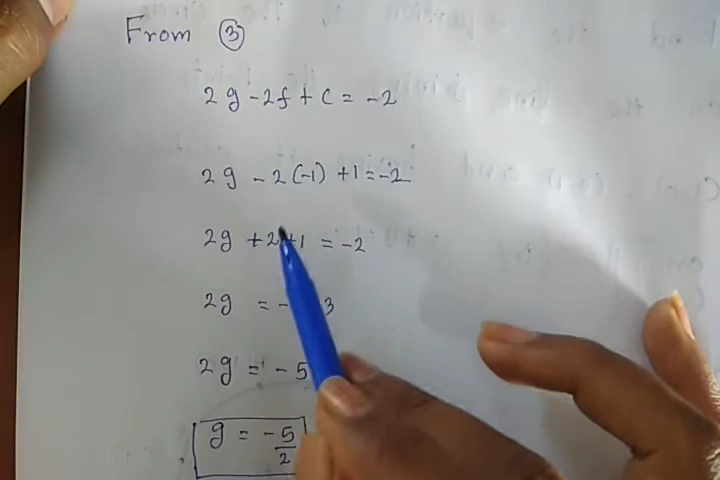 From ③
2g - 2f + c = -2
2g - 2(-1) + 1 = -2
2g + 2 + 1 = -2
2g = - 3
2g = - 5
g = - 5/2